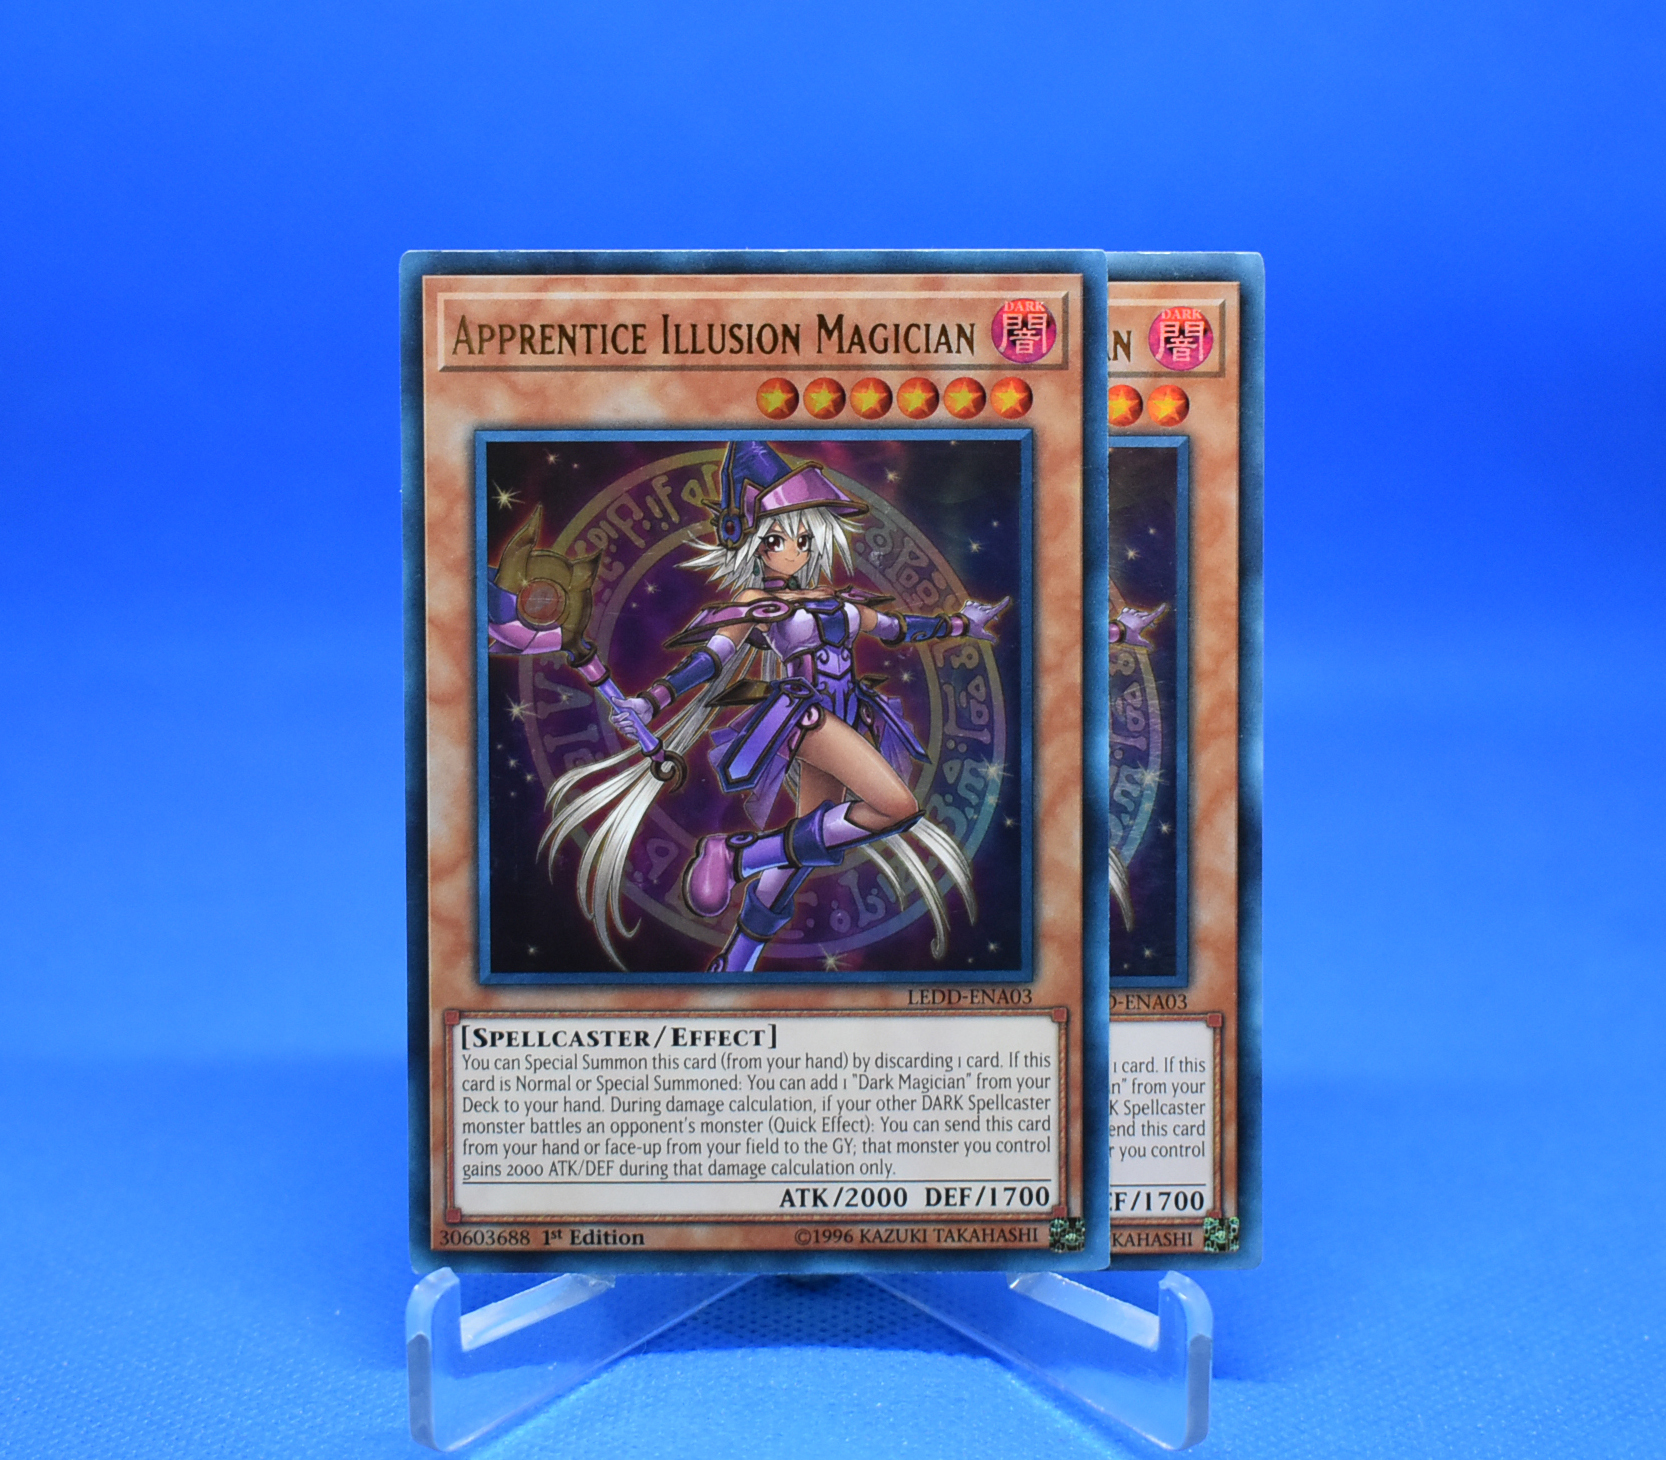 APPRENTICE ILLUSION MAGICIAN
DARK
闇
LEDD-ENA03
[SPELLCASTER/EFFECT]
You can Special Summon this card (from your hand) by discarding 1 card. If this
card is Normal or Special Summoned: You can add 1 "Dark Magician" from your
Deck to your hand. During damage calculation, if your other DARK Spellcaster
monster battles an opponent's monster (Quick Effect): You can send this card
from your hand or face-up from your field to the GY; that monster you control
gains 2000 ATK/DEF during that damage calculation only.
ATK/2000 DEF/1700
30603688 1st Edition
©1996 KAZUKI TAKAHASHI
AN
DARK
闇
D-ENA03
1 card. If this
an" from your
K Spellcaster
end this card
r you control
EF/1700
KAHASHI